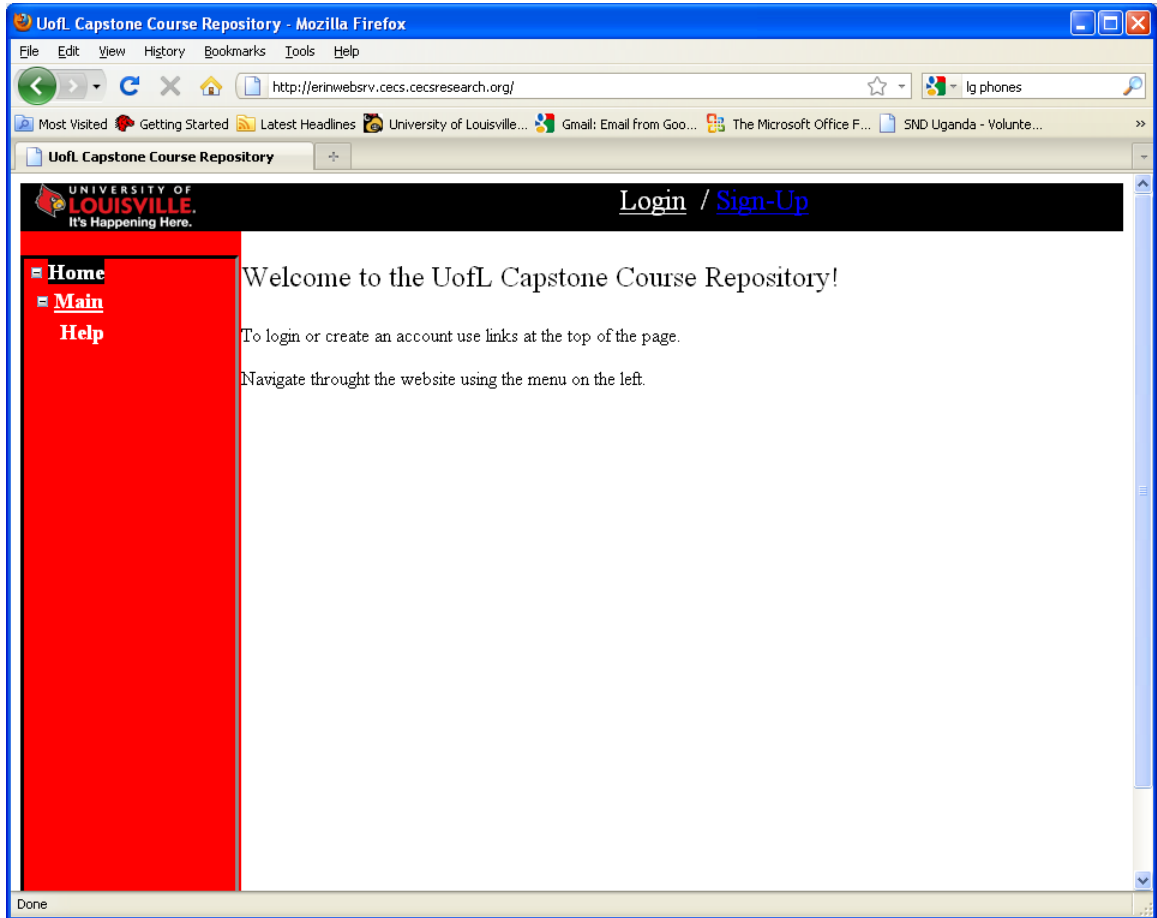 UofL Capstone Course Repository - Mozilla Firefox
File Edit View History Bookmarks Tools Help
http://erinwebsrv.cecs.cecsresearch.org/ lg phones
Most Visited Getting Started Latest Headlines University of Louisville... Gmail: Email from Goo... The Microsoft Office F... SND Uganda - Volunte... »
UofL Capstone Course Repository
UNIVERSITY OF
LOUISVILLE.
It's Happening Here.
Login / Sign-Up
Home
Main
Help
Welcome to the UofL Capstone Course Repository!
To login or create an account use links at the top of the page.
Navigate throught the website using the menu on the left.
Done